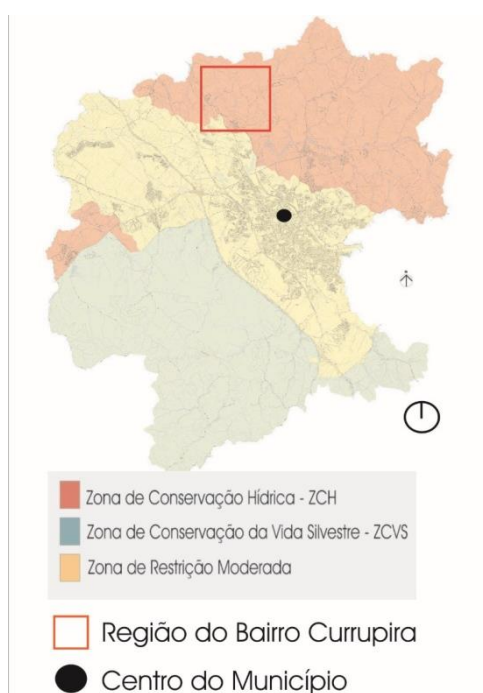 Zona de Conservação Hídrica - ZCH
Zona de Conservação da Vida Silvestre - ZCVS
Zona de Restrição Moderada
Região do Bairro Currupira
Centro do Município